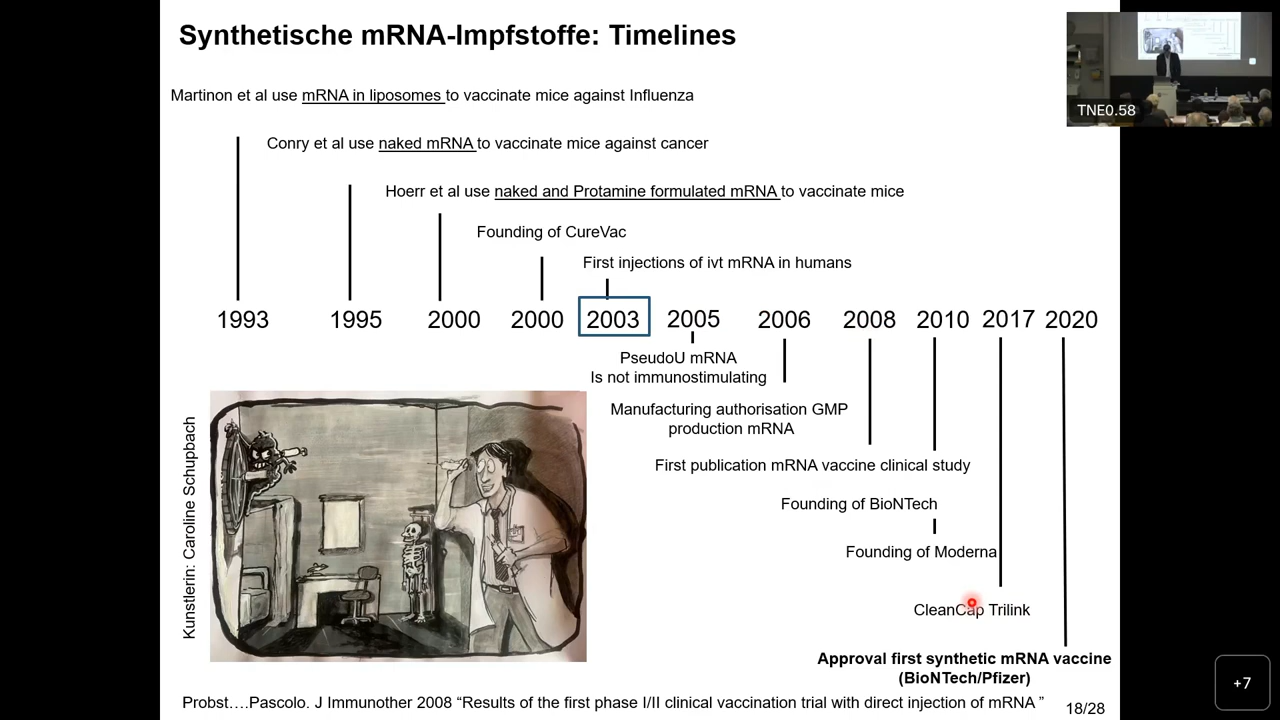 Synthetische mRNA-Impfstoffe: Timelines
TNE0.58
Martinon et al use mRNA in liposomes to vaccinate mice against Influenza
Conry et al use naked mRNA to vaccinate mice against cancer
Hoerr et al use naked and Protamine formulated mRNA to vaccinate mice
Founding of CureVac
First injections of ivt mRNA in humans
1993 1995 2000 2000 2003 2005 2006 2008 2010 2017 2020
PseudoU mRNA
Is not immunostimulating
Manufacturing authorisation GMP
production mRNA
First publication mRNA vaccine clinical study
Founding of BioNTech
Founding of Moderna
CleanCap Trilink
Approval first synthetic mRNA vaccine
(BioNTech/Pfizer)
Kunstlerin: Caroline Schupbach
Probst….Pascolo. J Immunother 2008 “Results of the first phase I/II clinical vaccination trial with direct injection of mRNA ”
18/28
+7